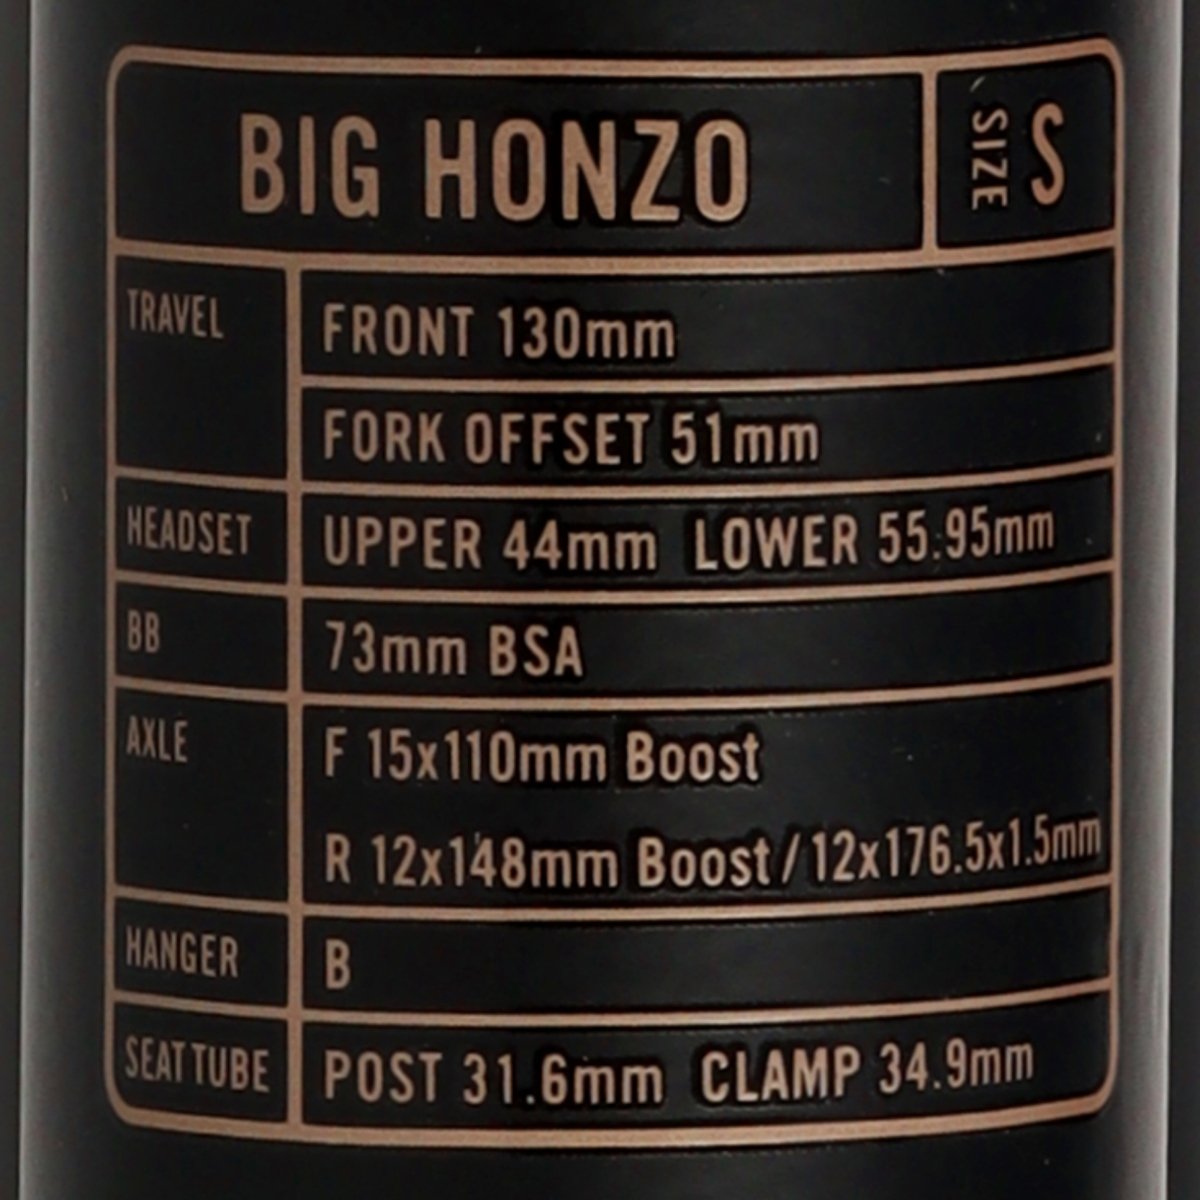 BIG HONZO
SIZE S
TRAVEL
FRONT 130mm
FORK OFFSET 51mm
HEADSET
UPPER 44mm LOWER 55.95mm
BB
73mm BSA
AXLE
F 15x110mm Boost
R 12x148mm Boost / 12x176.5x1.5mm
HANGER
B
SEAT TUBE
POST 31.6mm CLAMP 34.9mm